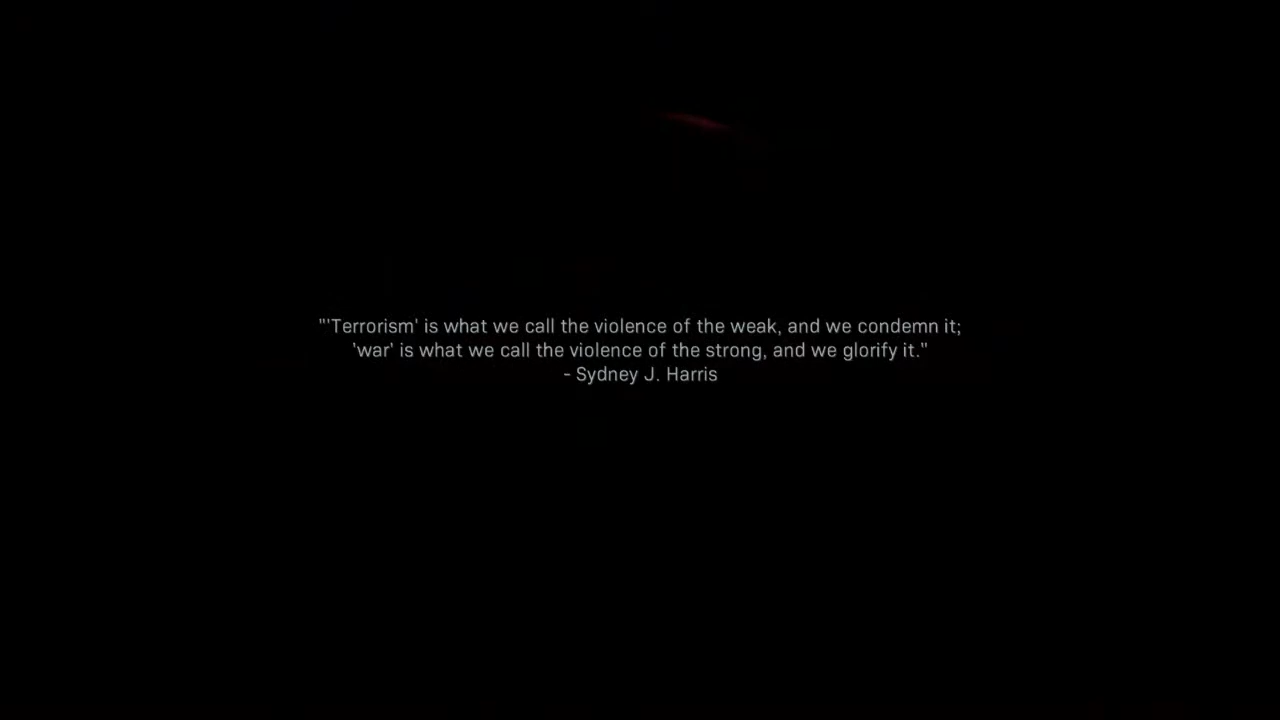 "'Terrorism' is what we call the violence of the weak, and we condemn it;
'war' is what we call the violence of the strong, and we glorify it."
- Sydney J. Harris